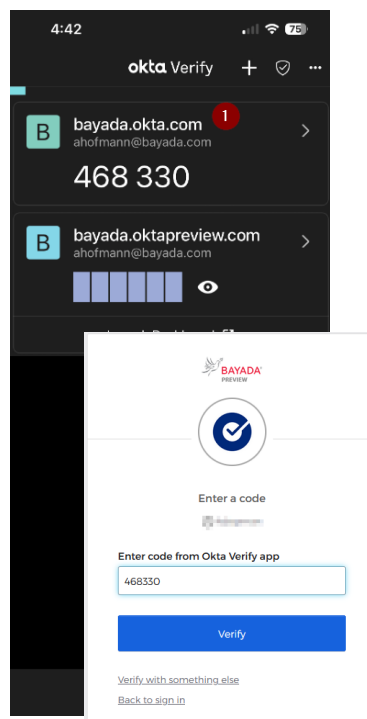 4:42
75
okta Verify
1
B
bayada.okta.com
ahofmann@bayada.com
468 330
B
bayada.oktapreview.com
ahofmann@bayada.com
BAYADA
PREVIEW
Enter a code
Enter code from Okta Verify app
468330
Verify
Verify with something else
Back to sign in